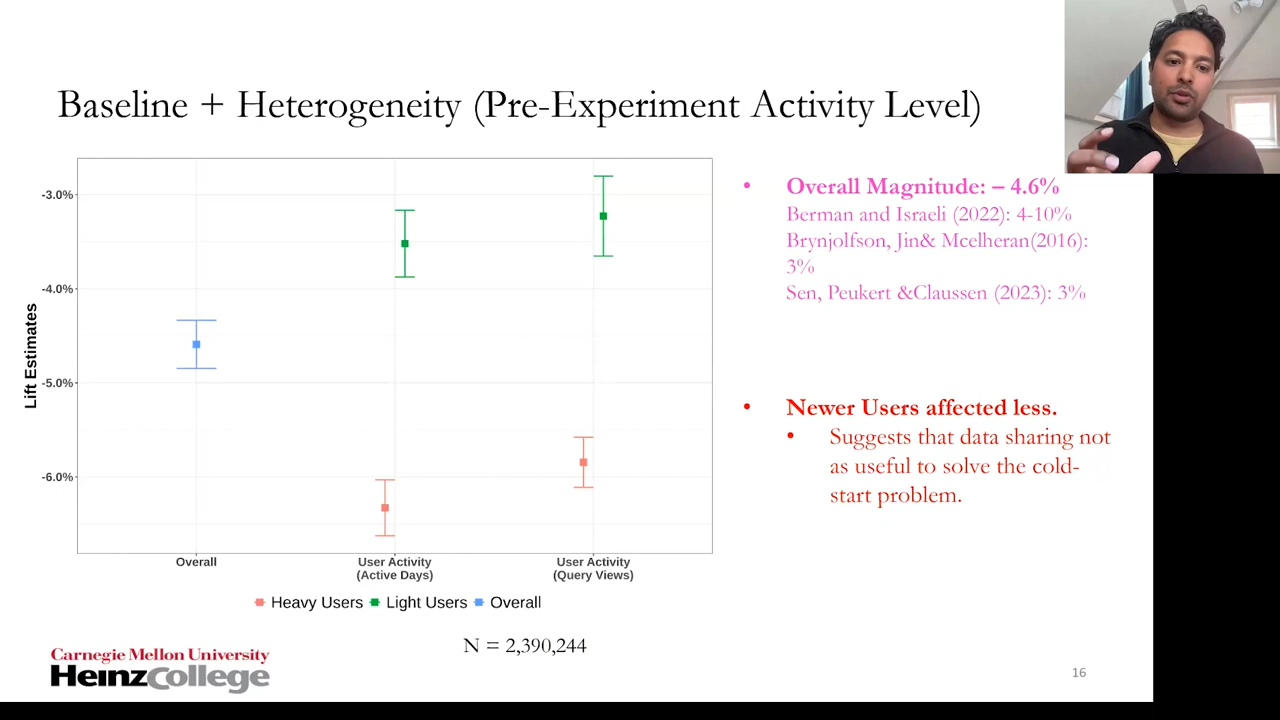 Baseline + Heterogeneity (Pre-Experiment Activity Level)
Lift Estimates
-3.0%
-4.0%
-5.0%
-6.0%
Overall
User Activity
(Active Days)
User Activity
(Query Views)
Heavy Users
Light Users
Overall
N = 2,390,244
• Overall Magnitude: – 4.6%
Berman and Israeli (2022): 4-10%
Brynjolfson, Jin& Mcelheran(2016):
3%
Sen, Peukert &Claussen (2023): 3%
• Newer Users affected less.
• Suggests that data sharing not
as useful to solve the cold-
start problem.
Carnegie Mellon University
HeinzCollege
16